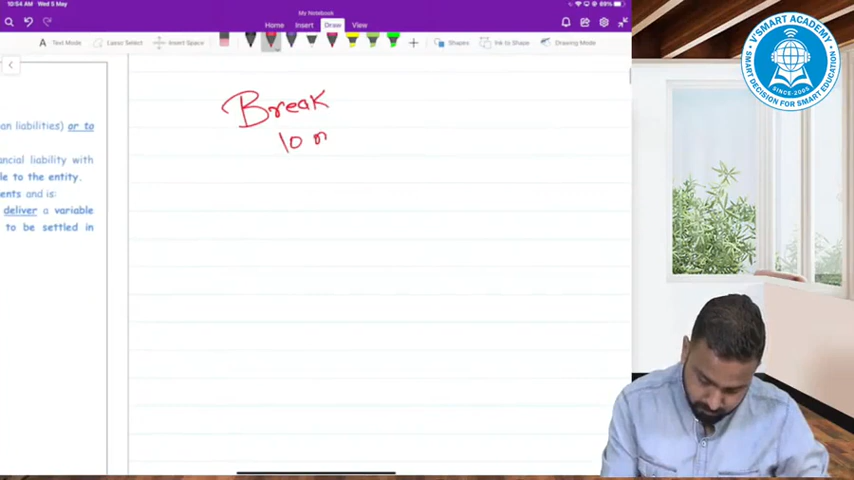 10:54 AM Wed 5 May
89%
My Notebook
Home Insert Draw View
Text Mode Lasso Select Insert Space Shapes Ink to Shape Drawing Mode
an liabilities) or to
ncial liability with
le to the entity.
ents and is:
deliver a variable
to be settled in
Break
10
V'SMART ACADEMY
SMART DECISION FOR SMART EDUCATION
SINCE-2005